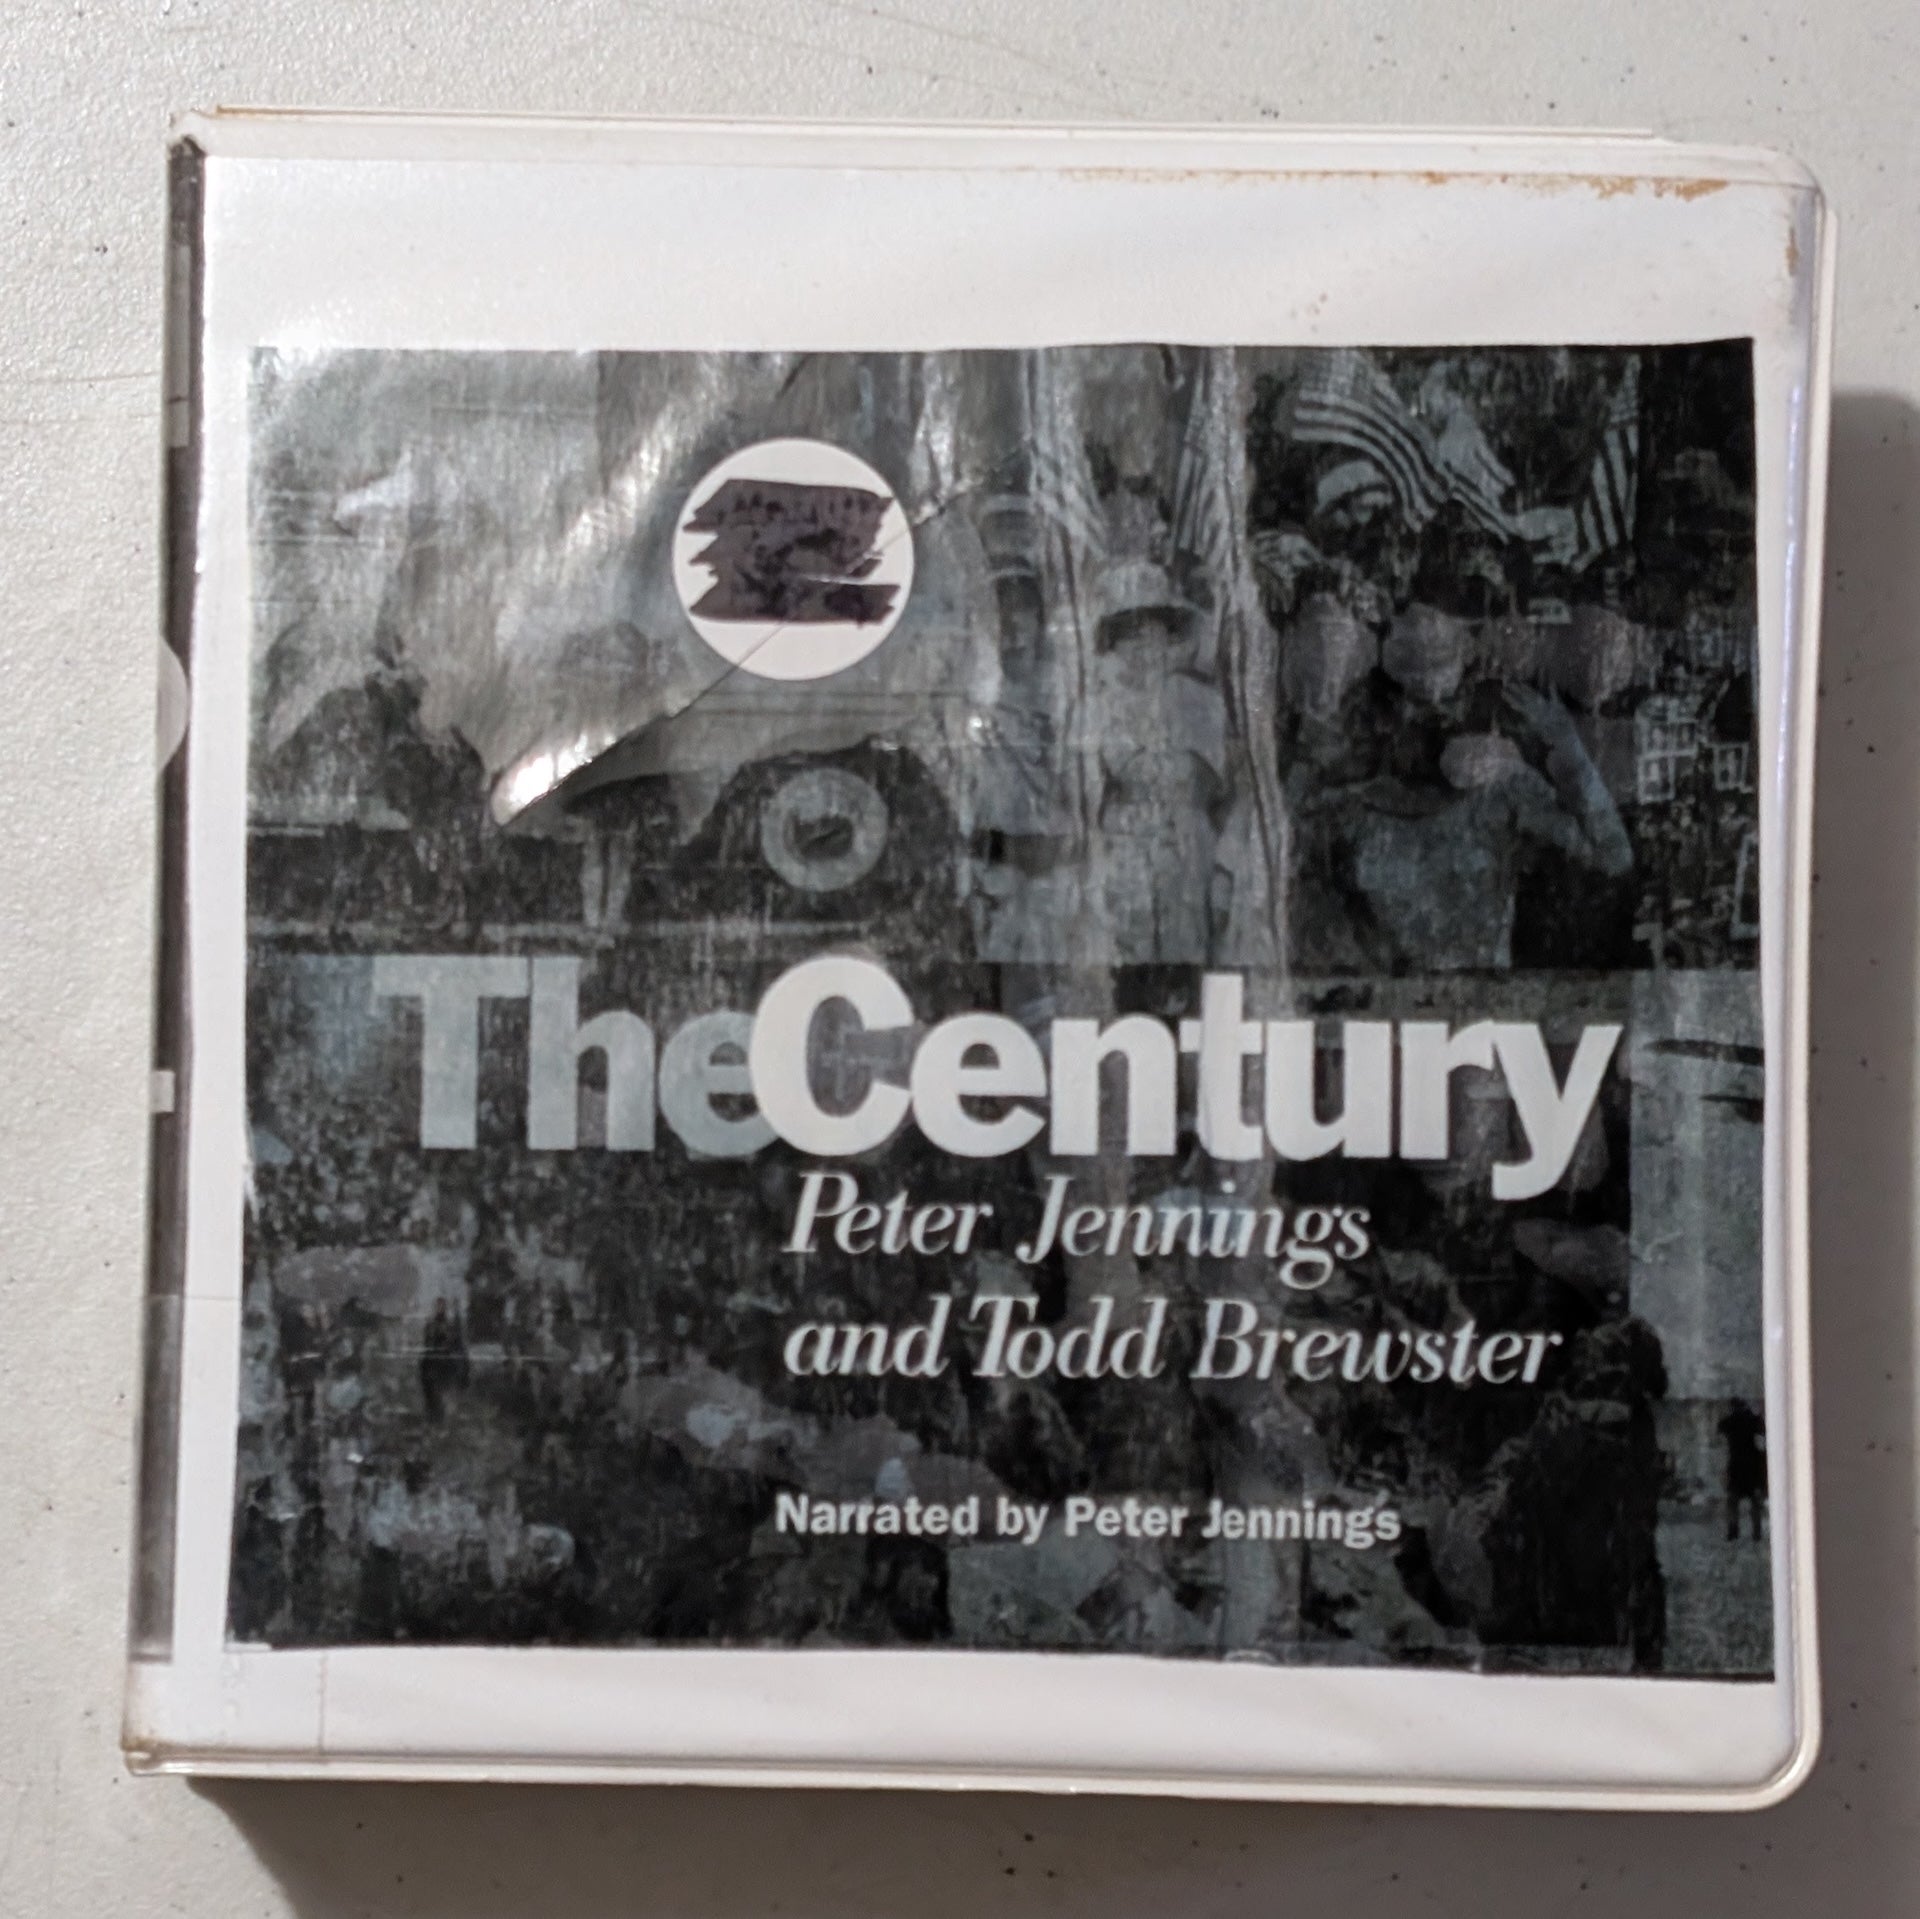 TheCentury
Peter Jennings
and Todd Brewster
Narrated by Peter Jennings